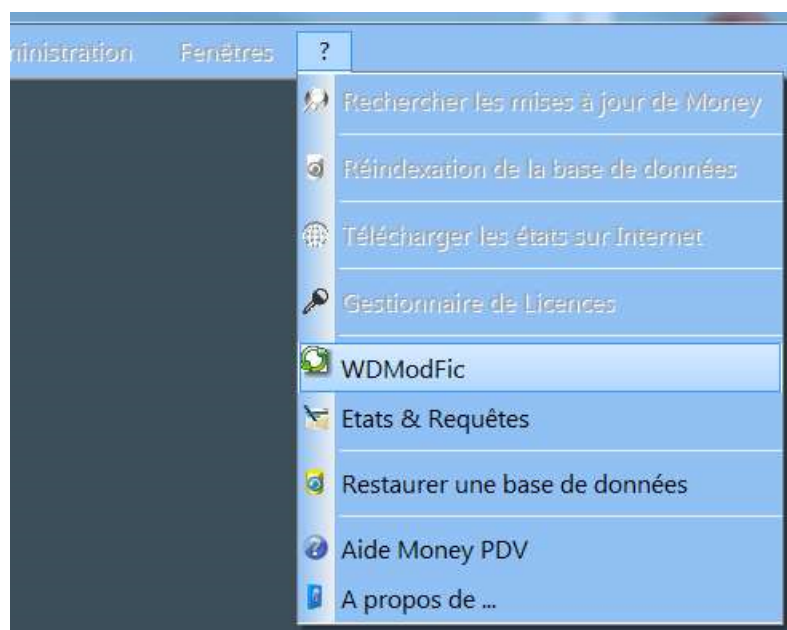 ministration Fenêtres ?
Rechercher les mises à jour de Money
Réindexation de la base de données
Télécharger les états sur Internet
Gestionnaire de Licences
WDModFic
Etats & Requêtes
Restaurer une base de données
Aide Money PDV
A propos de ...